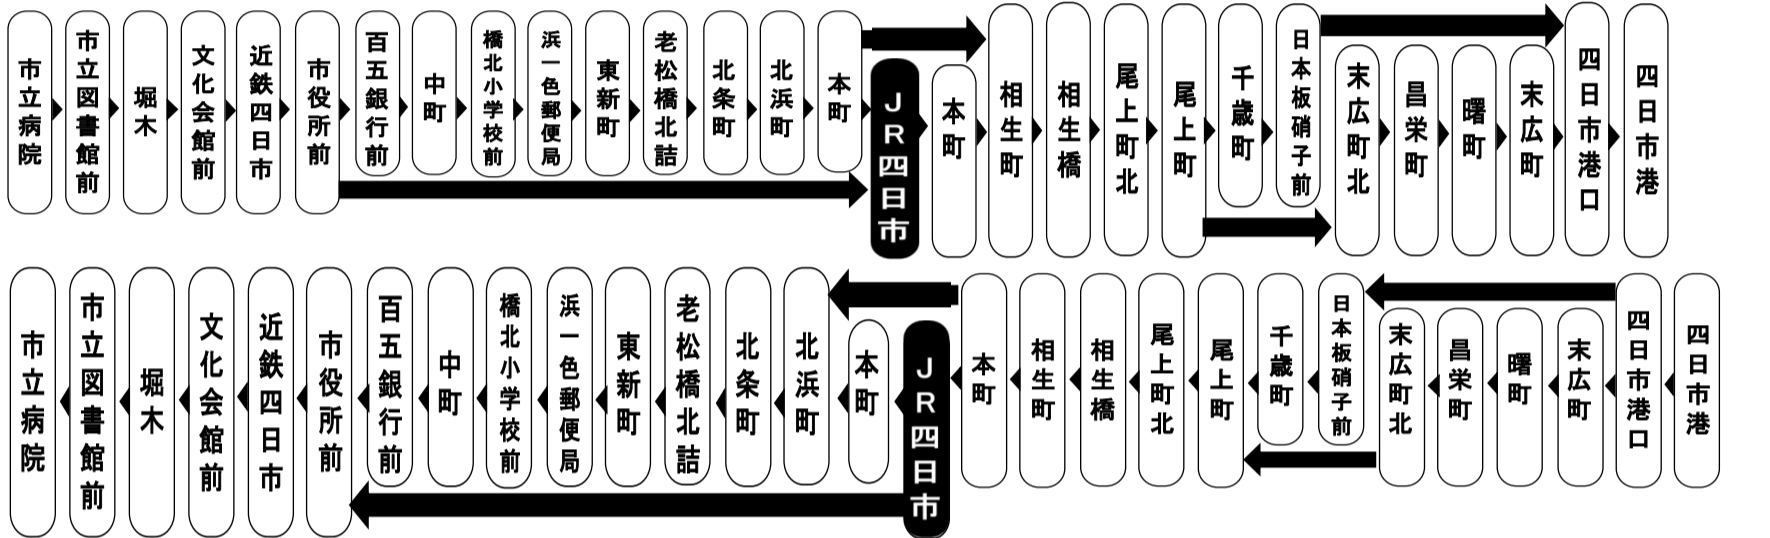 市立病院
市立図書館前
堀木
文化会館前
近鉄四日市
市役所前
百五銀行前
中町
橋北小学校前
浜一色郵便局
東新町
老松橋北詰
北条町
北浜町
本町
JR四日市
本町
相生町
相生橋
尾上町北
尾上町
千歳町
日本板硝子前
末広町北
昌栄町
曙町
末広町
四日市港口
四日市港
市立病院
市立図書館前
堀木
文化会館前
近鉄四日市
市役所前
百五銀行前
中町
橋北小学校前
浜一色郵便局
東新町
老松橋北詰
北条町
北浜町
本町
JR四日市
本町
相生町
相生橋
尾上町北
尾上町
千歳町
日本板硝子前
末広町北
昌栄町
曙町
末広町
四日市港口
四日市港